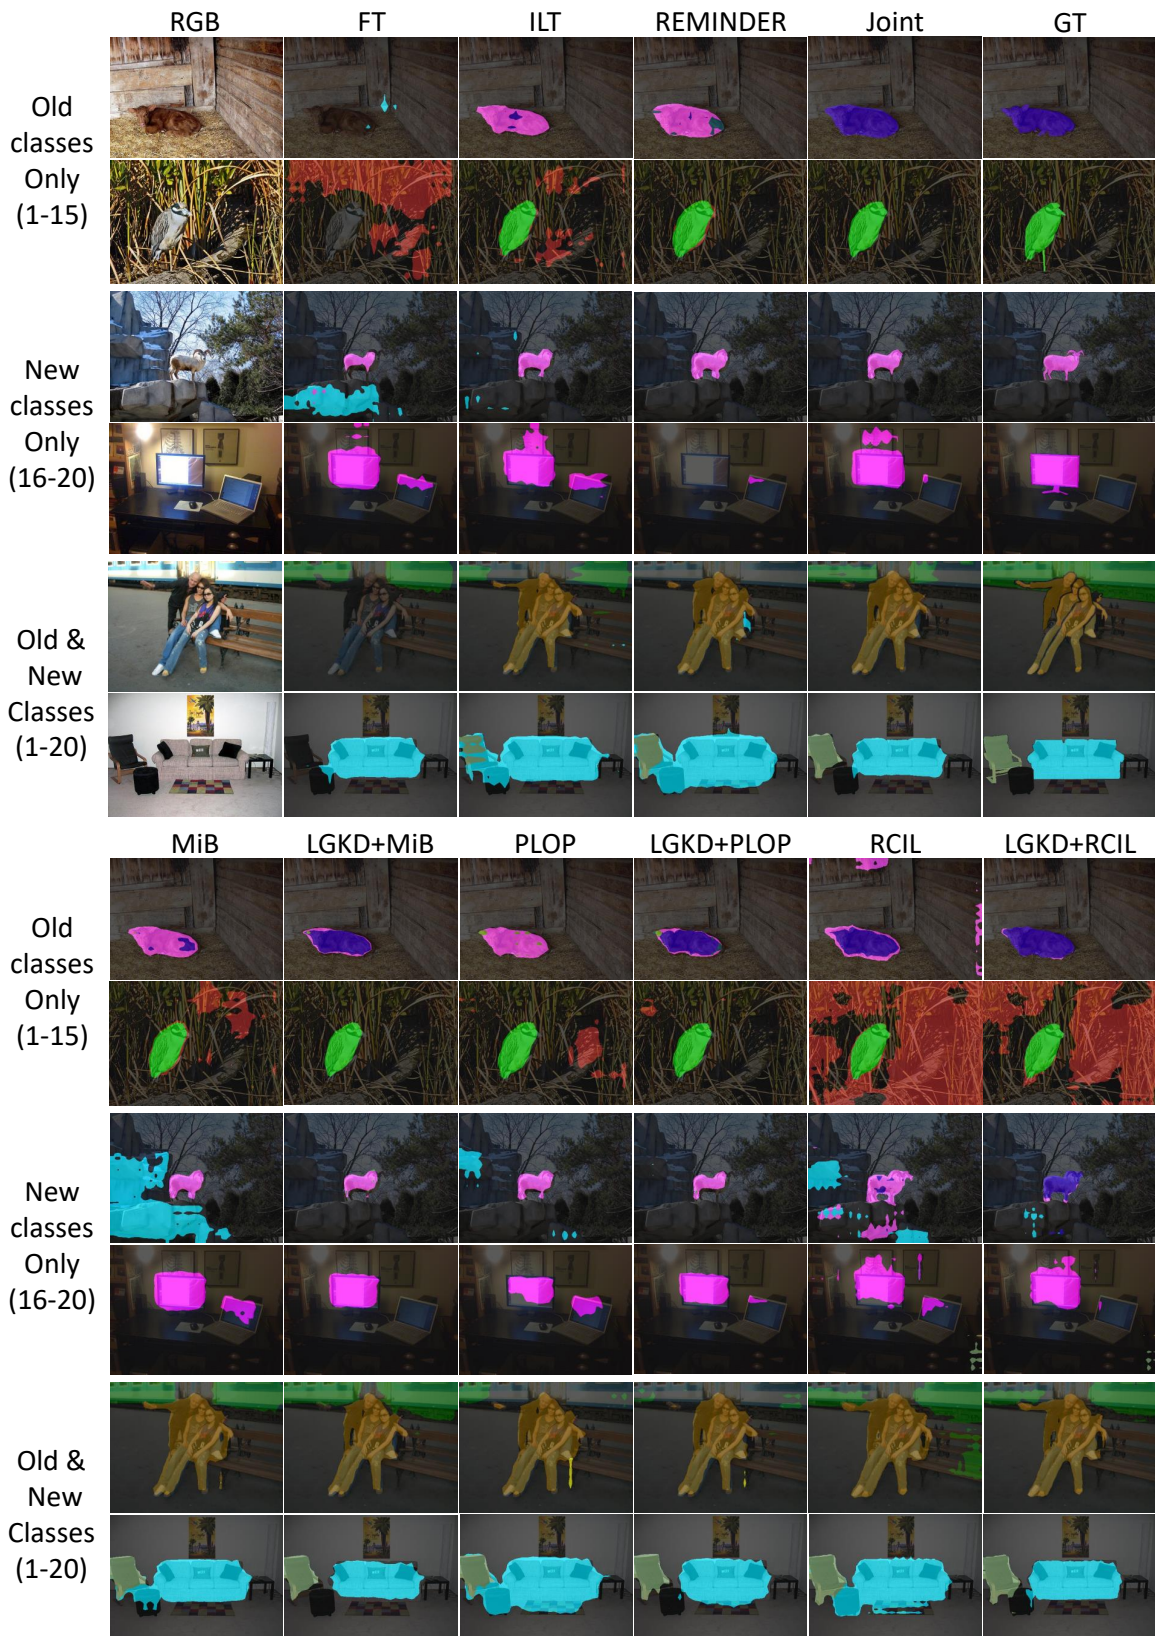 RGB FT ILT REMINDER Joint GT
Old
classes
Only
(1-15)
New
classes
Only
(16-20)
Old &
New
Classes
(1-20)
MiB LGKD+MiB PLOP LGKD+PLOP RCIL LGKD+RCIL
Old
classes
Only
(1-15)
New
classes
Only
(16-20)
Old &
New
Classes
(1-20)